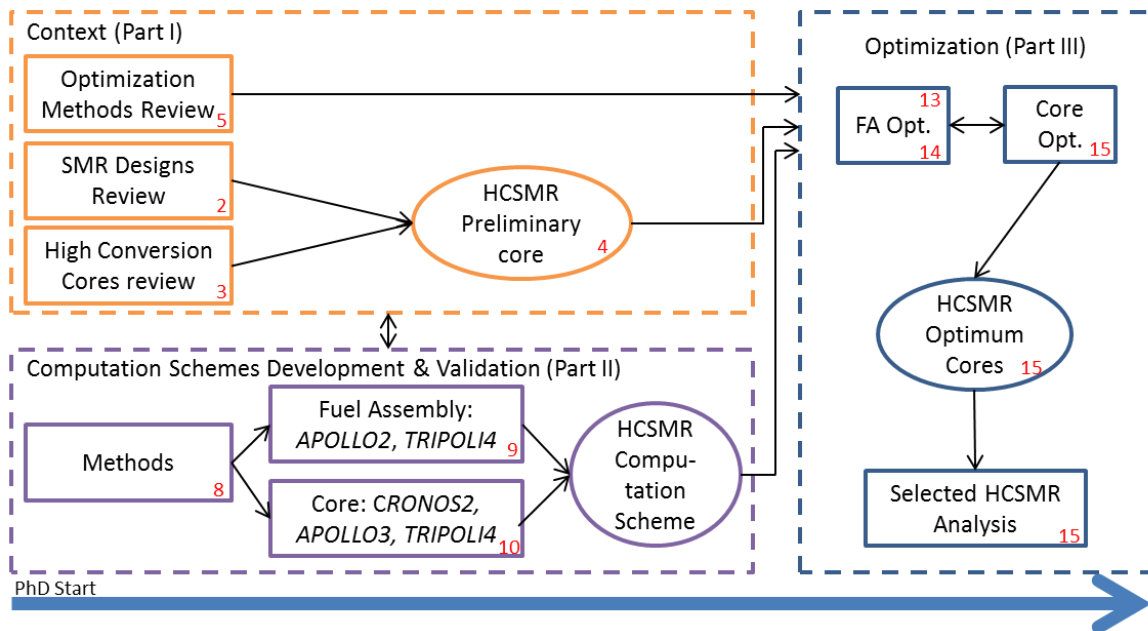 Context (Part I)
Optimization
Methods Review
5
SMR Designs
Review
2
High Conversion
Cores review
3
HCSMR
Preliminary
core
4
Computation Schemes Development & Validation (Part II)
Methods
8
Fuel Assembly:
APOLLO2, TRIPOLI4
9
Core: CRONOS2,
APOLLO3, TRIPOLI4
10
HCSMR
Compu-
tation
Scheme
Optimization (Part III)
13
FA Opt.
14
Core
Opt.
15
HCSMR
Optimum
Cores
15
Selected HCSMR
Analysis
15
PhD Start